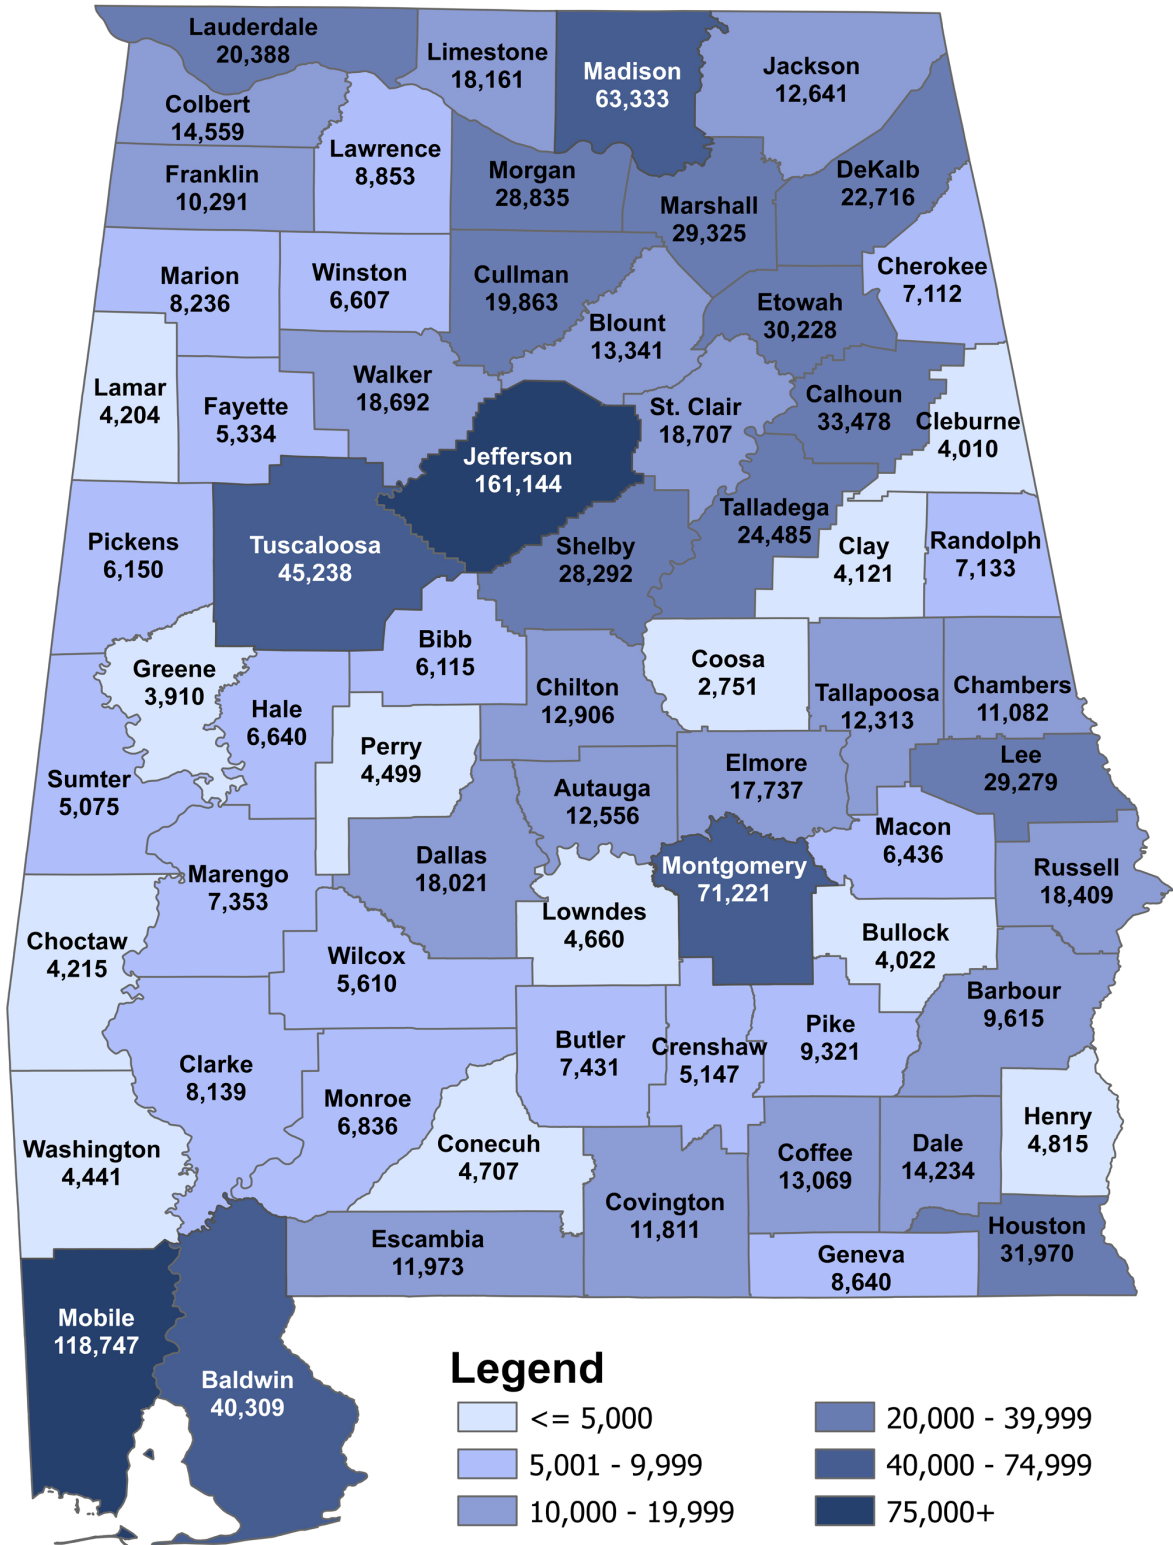 Lauderdale
20,388
Limestone
18,161
Madison
63,333
Jackson
12,641
Colbert
14,559
Lawrence
8,853
Franklin
10,291
Morgan
28,835
DeKalb
22,716
Marshall
29,325
Marion
8,236
Winston
6,607
Cullman
19,863
Cherokee
7,112
Etowah
30,228
Blount
13,341
Lamar
4,204
Walker
18,692
Fayette
5,334
St. Clair
18,707
Calhoun
33,478
Cleburne
4,010
Jefferson
161,144
Talladega
24,485
Pickens
6,150
Tuscaloosa
45,238
Shelby
28,292
Clay
4,121
Randolph
7,133
Bibb
6,115
Greene
3,910
Coosa
2,751
Hale
6,640
Chilton
12,906
Tallapoosa
12,313
Chambers
11,082
Perry
4,499
Sumter
5,075
Autauga
12,556
Elmore
17,737
Lee
29,279
Macon
6,436
Marengo
7,353
Dallas
18,021
Montgomery
71,221
Russell
18,409
Choctaw
4,215
Lowndes
4,660
Bullock
4,022
Wilcox
5,610
Barbour
9,615
Clarke
8,139
Butler
7,431
Crenshaw
5,147
Pike
9,321
Monroe
6,836
Washington
4,441
Conecuh
4,707
Coffee
13,069
Dale
14,234
Henry
4,815
Covington
11,811
Escambia
11,973
Houston
31,970
Geneva
8,640
Mobile
118,747
Baldwin
40,309
Legend
<= 5,000
5,001 - 9,999
10,000 - 19,999
20,000 - 39,999
40,000 - 74,999
75,000+